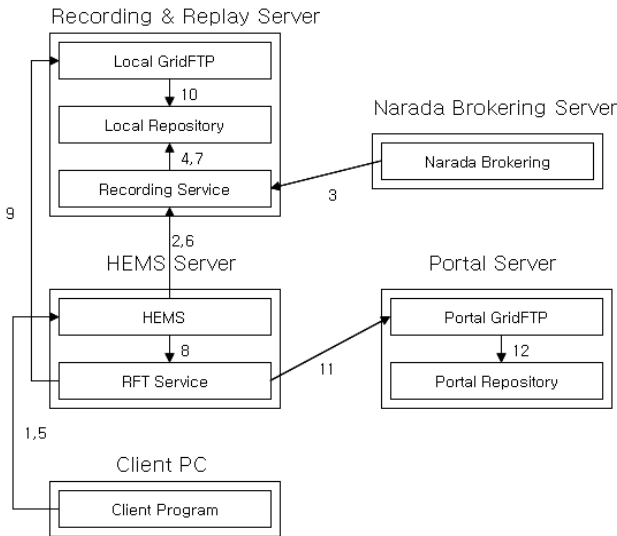 Recording & Replay Server
Local GridFTP
10
Local Repository
4,7
Recording Service
Narada Brokering Server
Narada Brokering
3
9
2,6
HEMS Server
HEMS
8
RFT Service
Portal Server
Portal GridFTP
12
Portal Repository
11
1,5
Client PC
Client Program